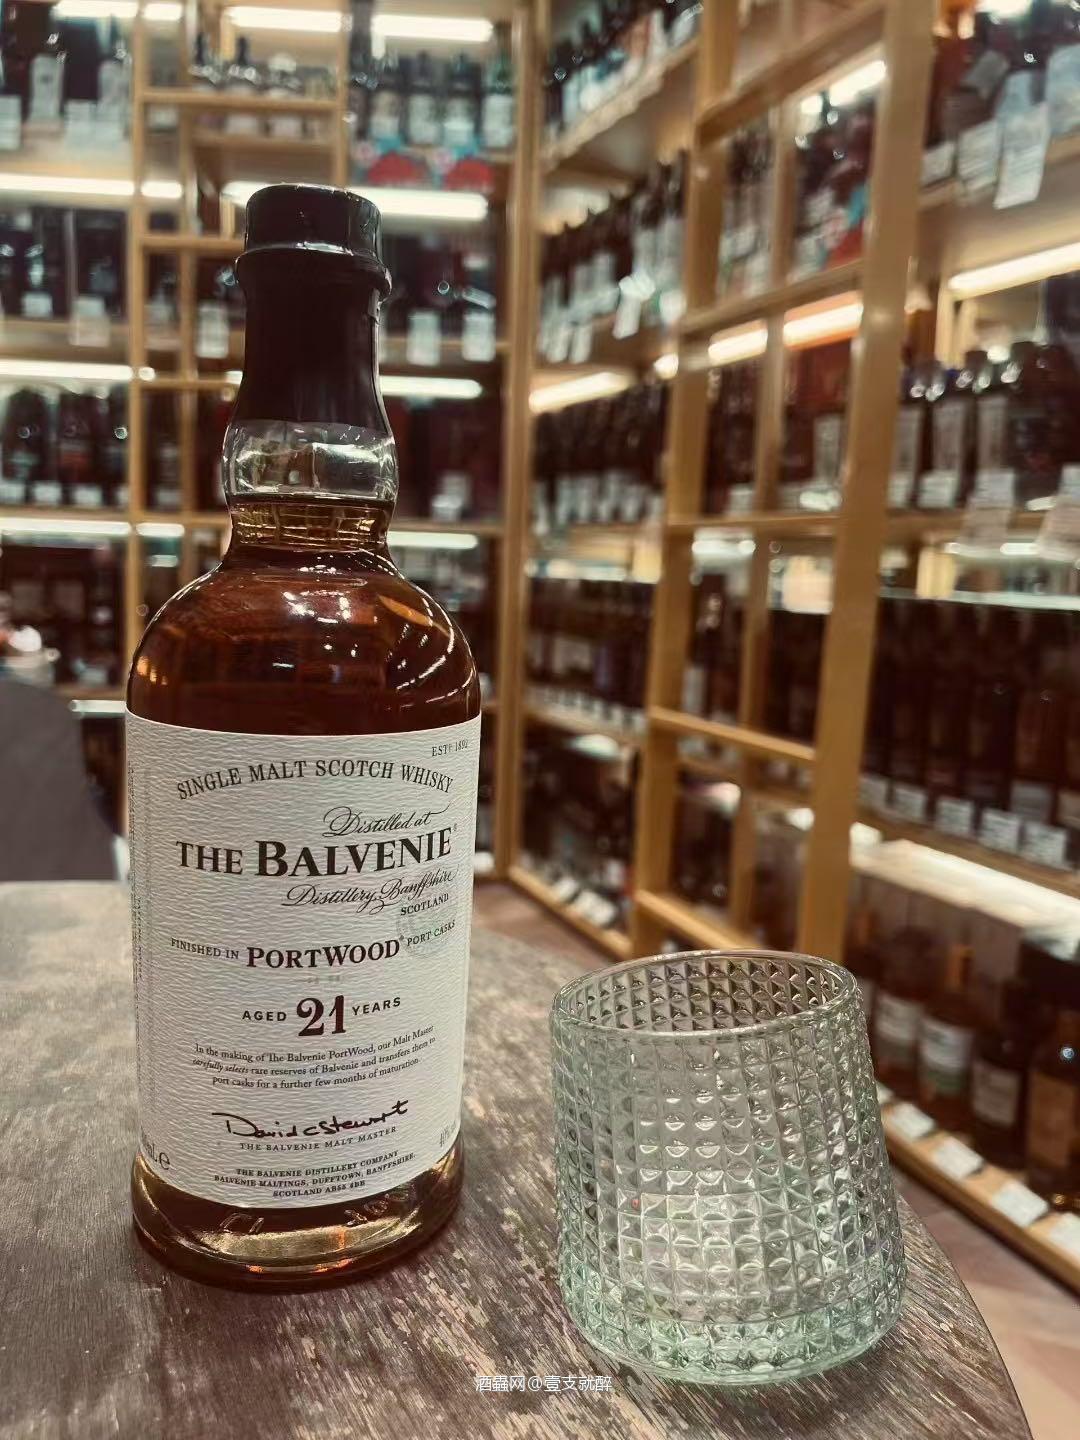 ESTD 1892
SINGLE MALT SCOTCH WHISKY
Distilled at
THE BALVENIE®
Distillery, Banffshire
SCOTLAND
FINISHED IN PORTWOOD® PORT CASKS
AGED 21 YEARS
In the making of The Balvenie PortWood, our Malt Master
carefully selects rare reserves of Balvenie and transfers them to
port casks for a further few months of maturation.
David C Stewart
THE BALVENIE MALT MASTER
THE BALVENIE DISTILLERY COMPANY
BALVENIE MALTINGS, DUFFTOWN, BANFFSHIRE.
SCOTLAND AB55 4BB
酒蟲网@壹支就醉